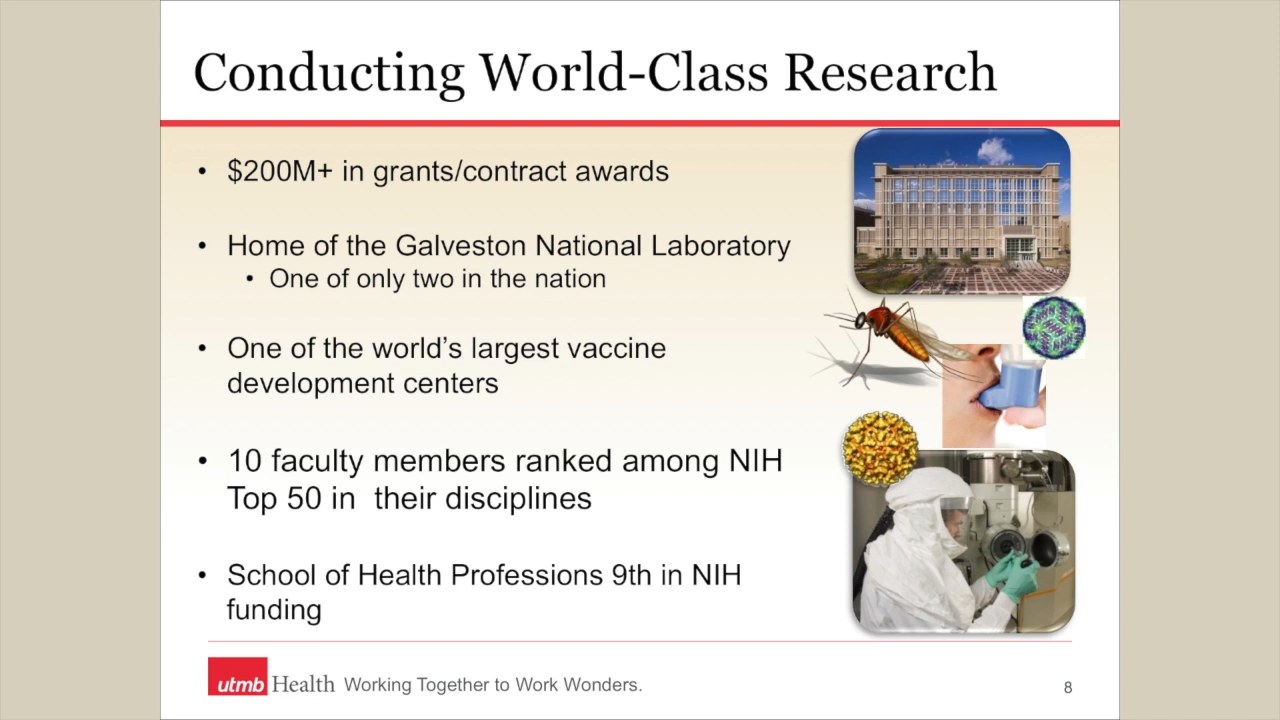 Conducting World-Class Research
• $200M+ in grants/contract awards
• Home of the Galveston National Laboratory
• One of only two in the nation
• One of the world’s largest vaccine
development centers
• 10 faculty members ranked among NIH
Top 50 in  their disciplines
• School of Health Professions 9th in NIH
funding
utmb Health Working Together to Work Wonders.
8